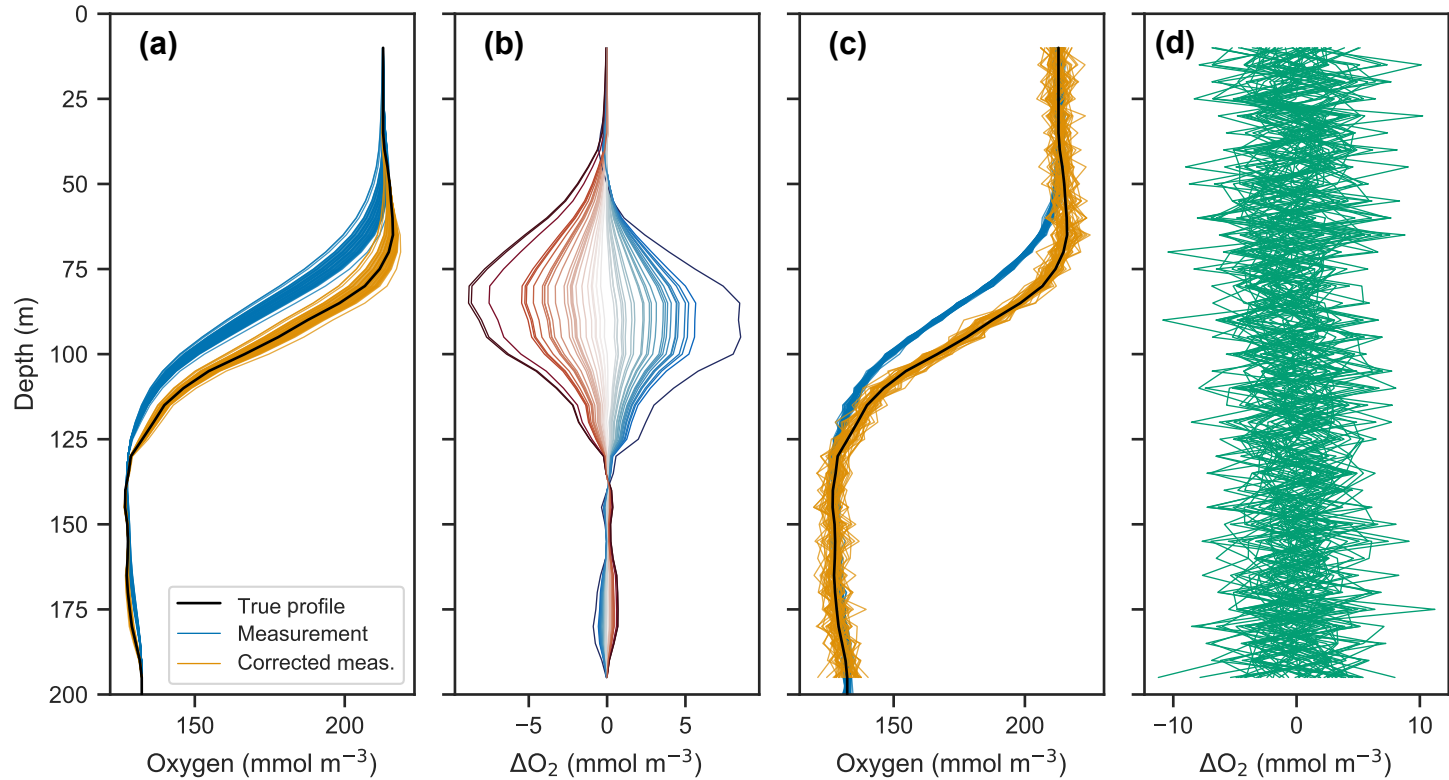 (a)
(b)
(c)
(d)
0
25
50
75
100
125
150
175
200
Depth (m)
True profile
Measurement
Corrected meas.
150 200
−5 0 5
150 200
−10 0 10
Oxygen (mmol m⁻³)
ΔO₂ (mmol m⁻³)
Oxygen (mmol m⁻³)
ΔO₂ (mmol m⁻³)